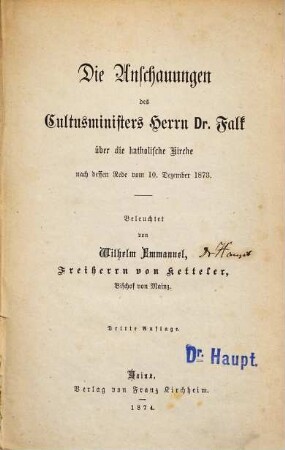 Die Anschauungen
des
Cultusministers Herrn Dr. Falk
über die katholische Kirche
nach dessen Rede vom 10. Dezember 1873.
Beleuchtet
von
Wilhelm Emmanuel,
Dr Haupt
Freiherrn von Ketteler,
Bischof von Mainz.
Dritte Auflage.
Dr. Haupt.
Mainz,
Verlag von Franz Kirchheim.
1874.